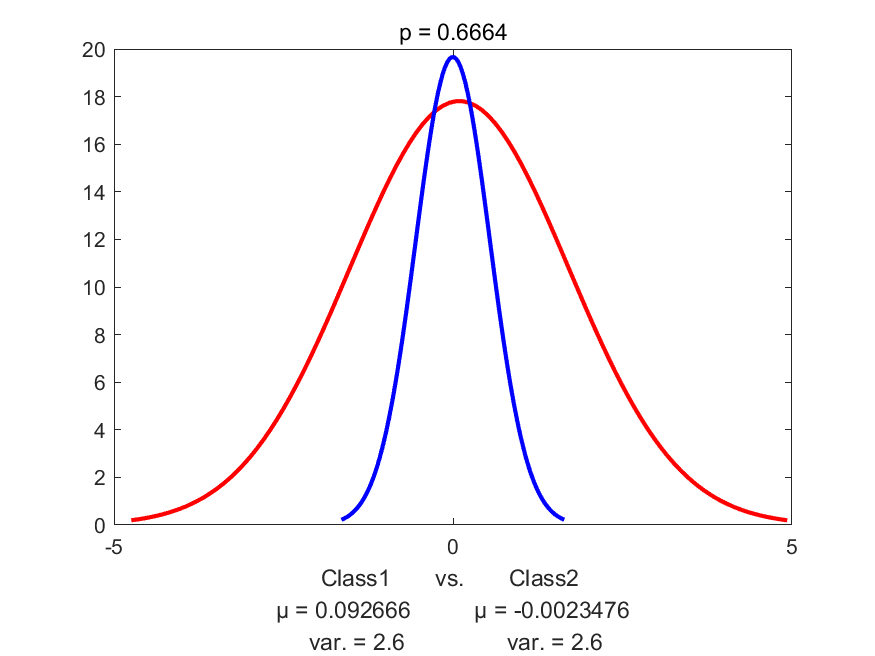 p = 0.6664
20
18
16
14
12
10
8
6
4
2
0
-5 0 5
Class1 vs. Class2
μ = 0.092666 μ = -0.0023476
var. = 2.6 var. = 2.6